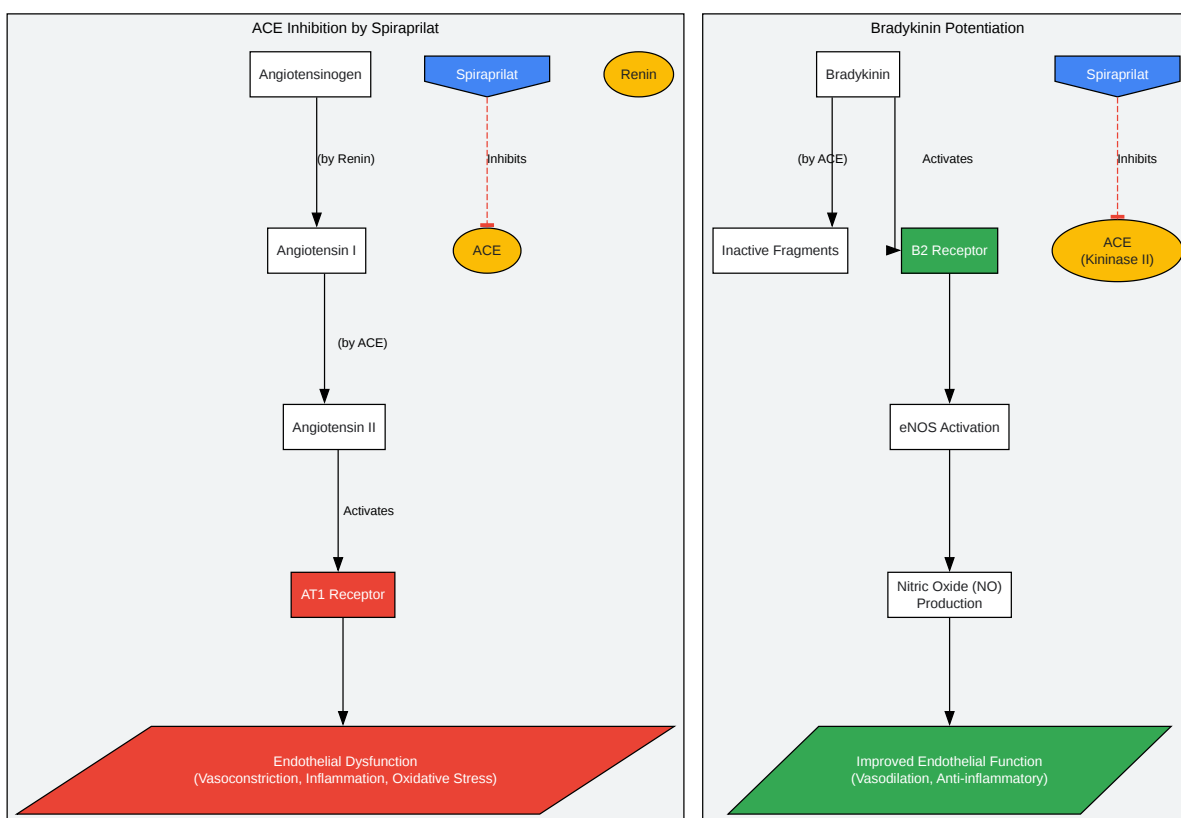 ACE Inhibition by Spiraprilat
Angiotensinogen
Spiraprilat
Renin
(by Renin)
Inhibits
Angiotensin I
ACE
(by ACE)
Angiotensin II
Activates
AT1 Receptor
Endothelial Dysfunction
(Vasoconstriction, Inflammation, Oxidative Stress)
Bradykinin Potentiation
Bradykinin
Spiraprilat
(by ACE)
Activates
Inhibits
Inactive Fragments
B2 Receptor
ACE
(Kininase II)
eNOS Activation
Nitric Oxide (NO)
Production
Improved Endothelial Function
(Vasodilation, Anti-inflammatory)